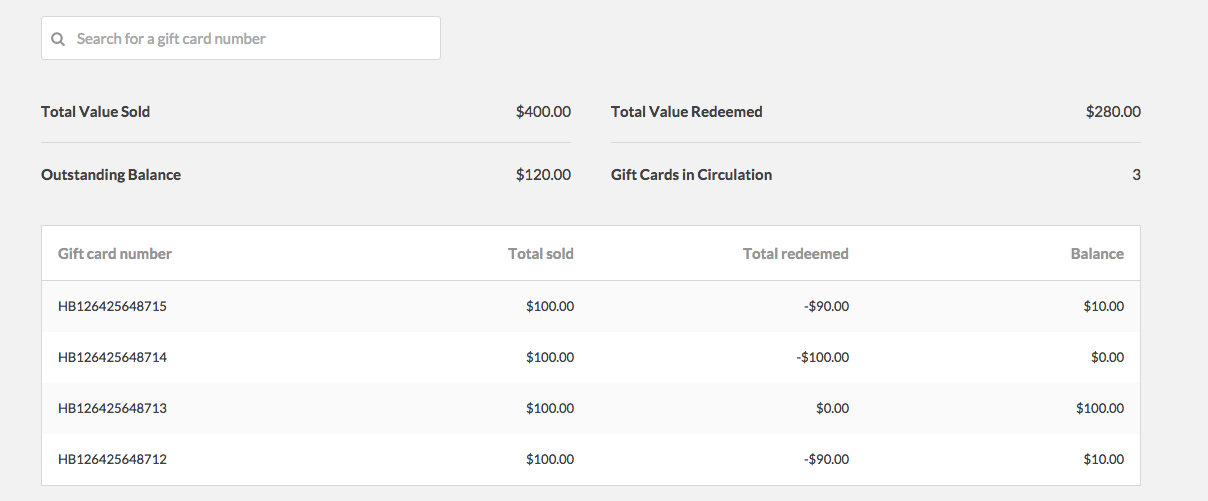 Search for a gift card number
Total Value Sold $400.00 Total Value Redeemed $280.00
Outstanding Balance $120.00 Gift Cards in Circulation 3
Gift card number Total sold Total redeemed Balance
HB126425648715 $100.00 -$90.00 $10.00
HB126425648714 $100.00 -$100.00 $0.00
HB126425648713 $100.00 $0.00 $100.00
HB126425648712 $100.00 -$90.00 $10.00